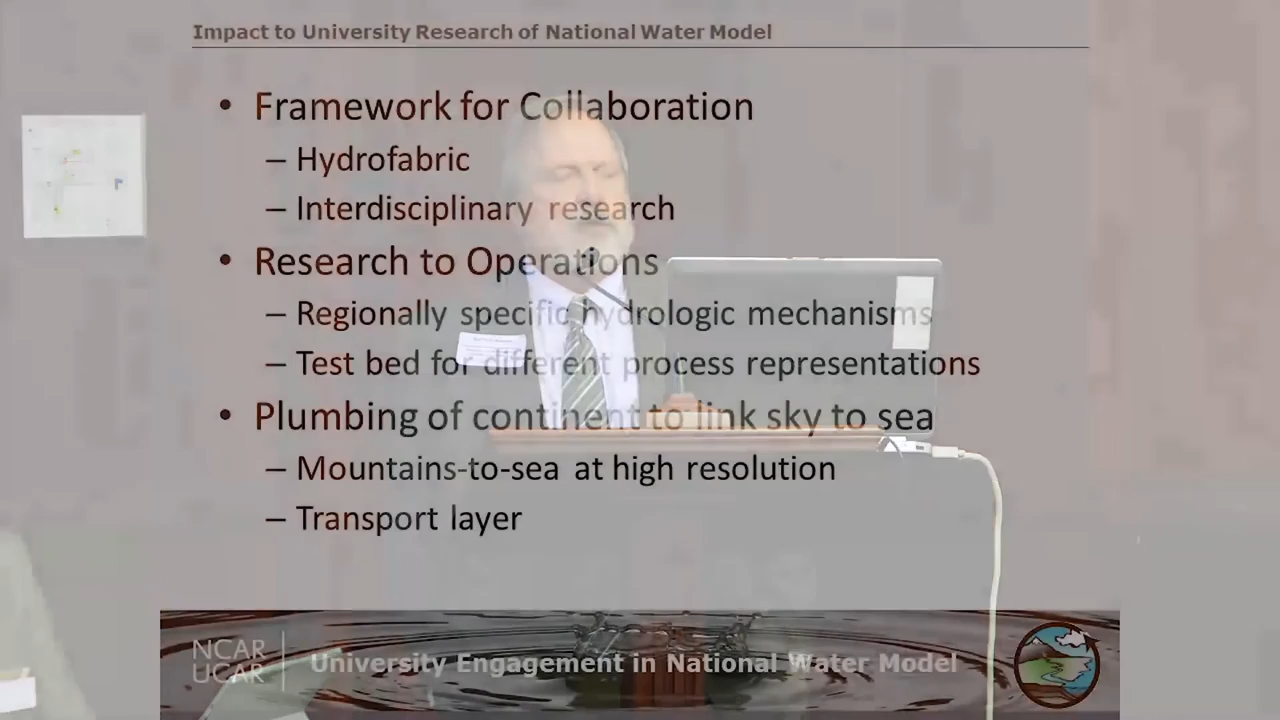 Impact to University Research of National Water Model
• Framework for Collaboration
– Hydrofabric
– Interdisciplinary research
• Research to Operations
– Regionally specific hydrologic mechanisms
– Test bed for different process representations
• Plumbing of continent to link sky to sea
– Mountains-to-sea at high resolution
– Transport layer
NCAR
UCAR
University Engagement in National Water Model